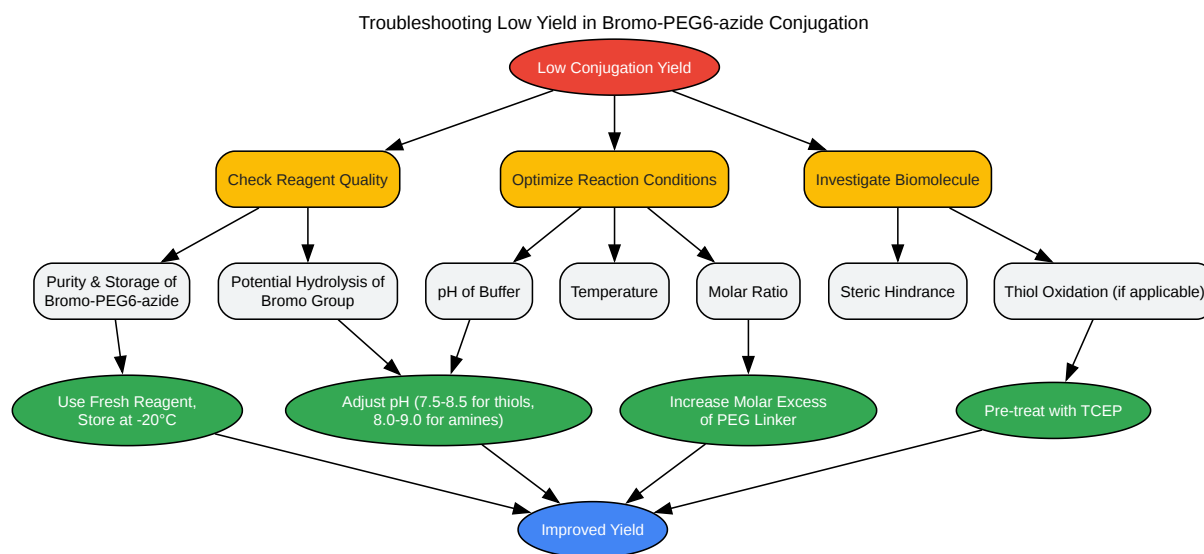 Troubleshooting Low Yield in Bromo-PEG6-azide Conjugation
Low Conjugation Yield
Check Reagent Quality
Optimize Reaction Conditions
Investigate Biomolecule
Purity & Storage of
Bromo-PEG6-azide
Potential Hydrolysis of
Bromo Group
pH of Buffer
Temperature
Molar Ratio
Steric Hindrance
Thiol Oxidation (if applicable)
Use Fresh Reagent,
Store at -20°C
Adjust pH (7.5-8.5 for thiols,
8.0-9.0 for amines)
Increase Molar Excess
of PEG Linker
Pre-treat with TCEP
Improved Yield